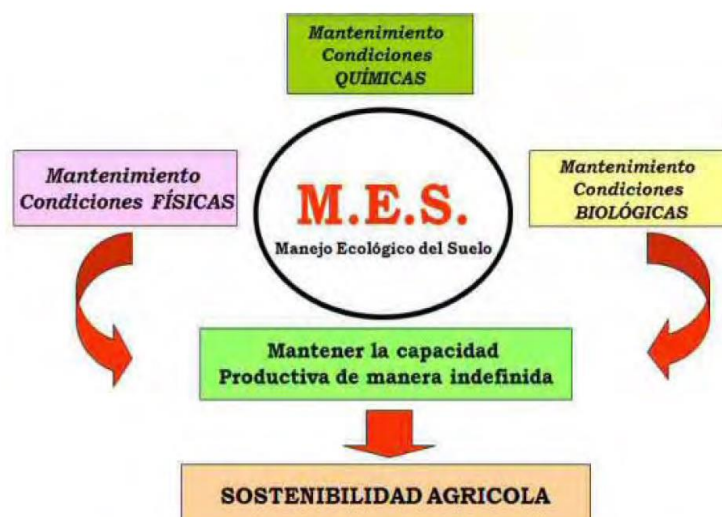 Mantenimiento
Condiciones
QUÍMICAS
Mantenimiento
Condiciones FÍSICAS
M.E.S.
Manejo Ecológico del Suelo
Mantenimiento
Condiciones
BIOLÓGICAS
Mantener la capacidad
Productiva de manera indefinida
SOSTENIBILIDAD AGRICOLA